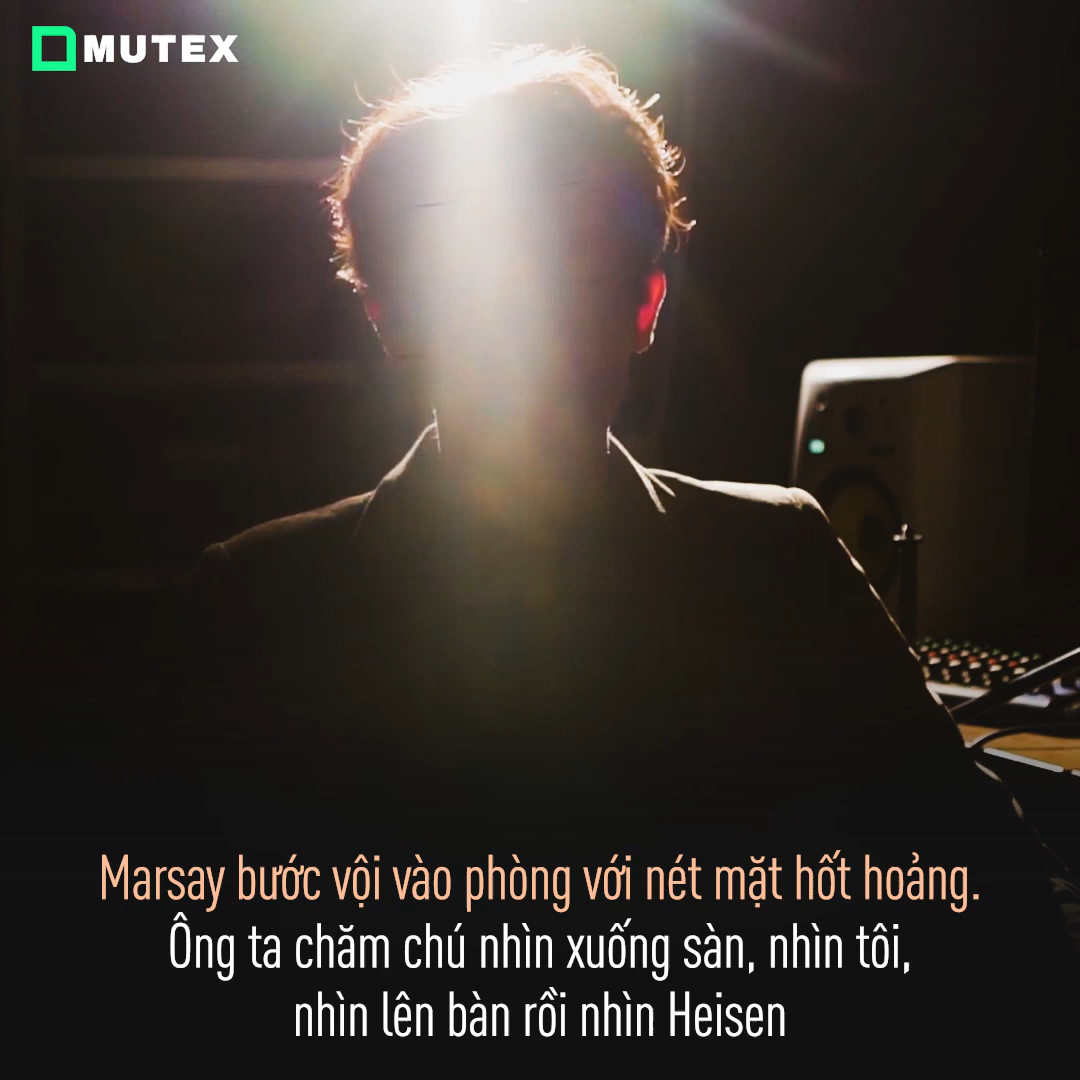 MUTEX
Marsay bước vội vào phòng với nét mặt hốt hoảng.
Ông ta chăm chú nhìn xuống sàn, nhìn tôi,
nhìn lên bàn rồi nhìn Heisen